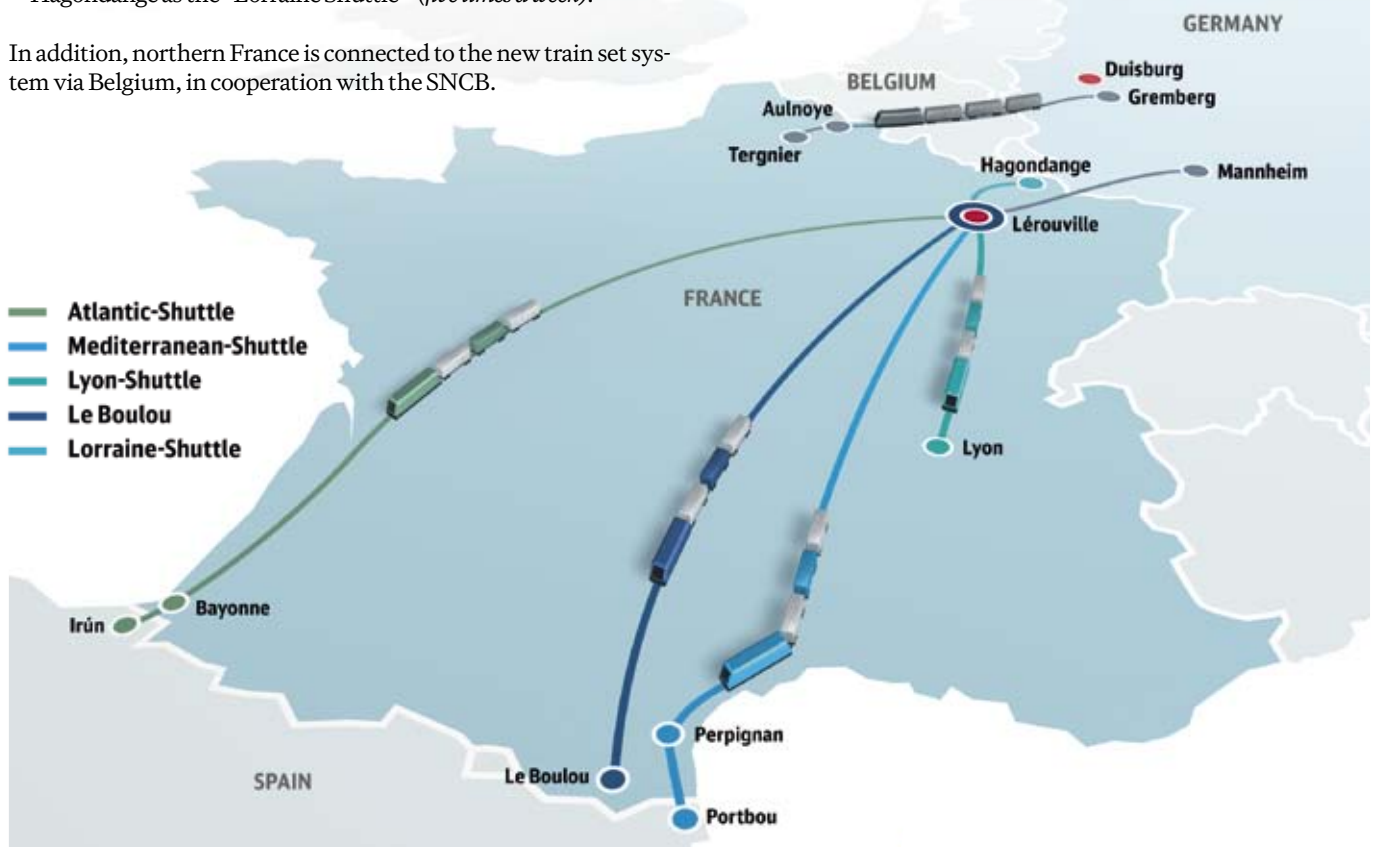 Hagondange as the “Lorraine Shuttle” (five times a week).
In addition, northern France is connected to the new train set sys-
tem via Belgium, in cooperation with the SNCB.
GERMANY
BELGIUM
Duisburg
Gremberg
Aulnoye
Tergnier
Hagondange
Mannheim
Lérouville
FRANCE
Atlantic-Shuttle
Mediterranean-Shuttle
Lyon-Shuttle
Le Boulou
Lorraine-Shuttle
Lyon
Bayonne
Irún
Perpignan
Le Boulou
SPAIN
Portbou